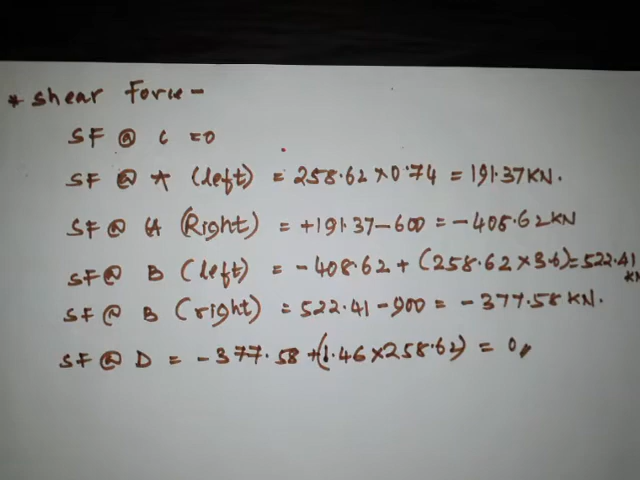 * Shear Force -
SF @ C = 0
SF @ A (left) = 258.62 x 0.74 = 191.37 KN.
SF @ A (Right) = +191.37 - 600 = -408.62 KN
SF @ B (left) = -408.62 + (258.62 x 3.6) = 522.41 KN
SF @ B (right) = 522.41 - 900 = -377.58 KN.
SF @ D = -377.58 + (1.46 x 258.62) = 0,,